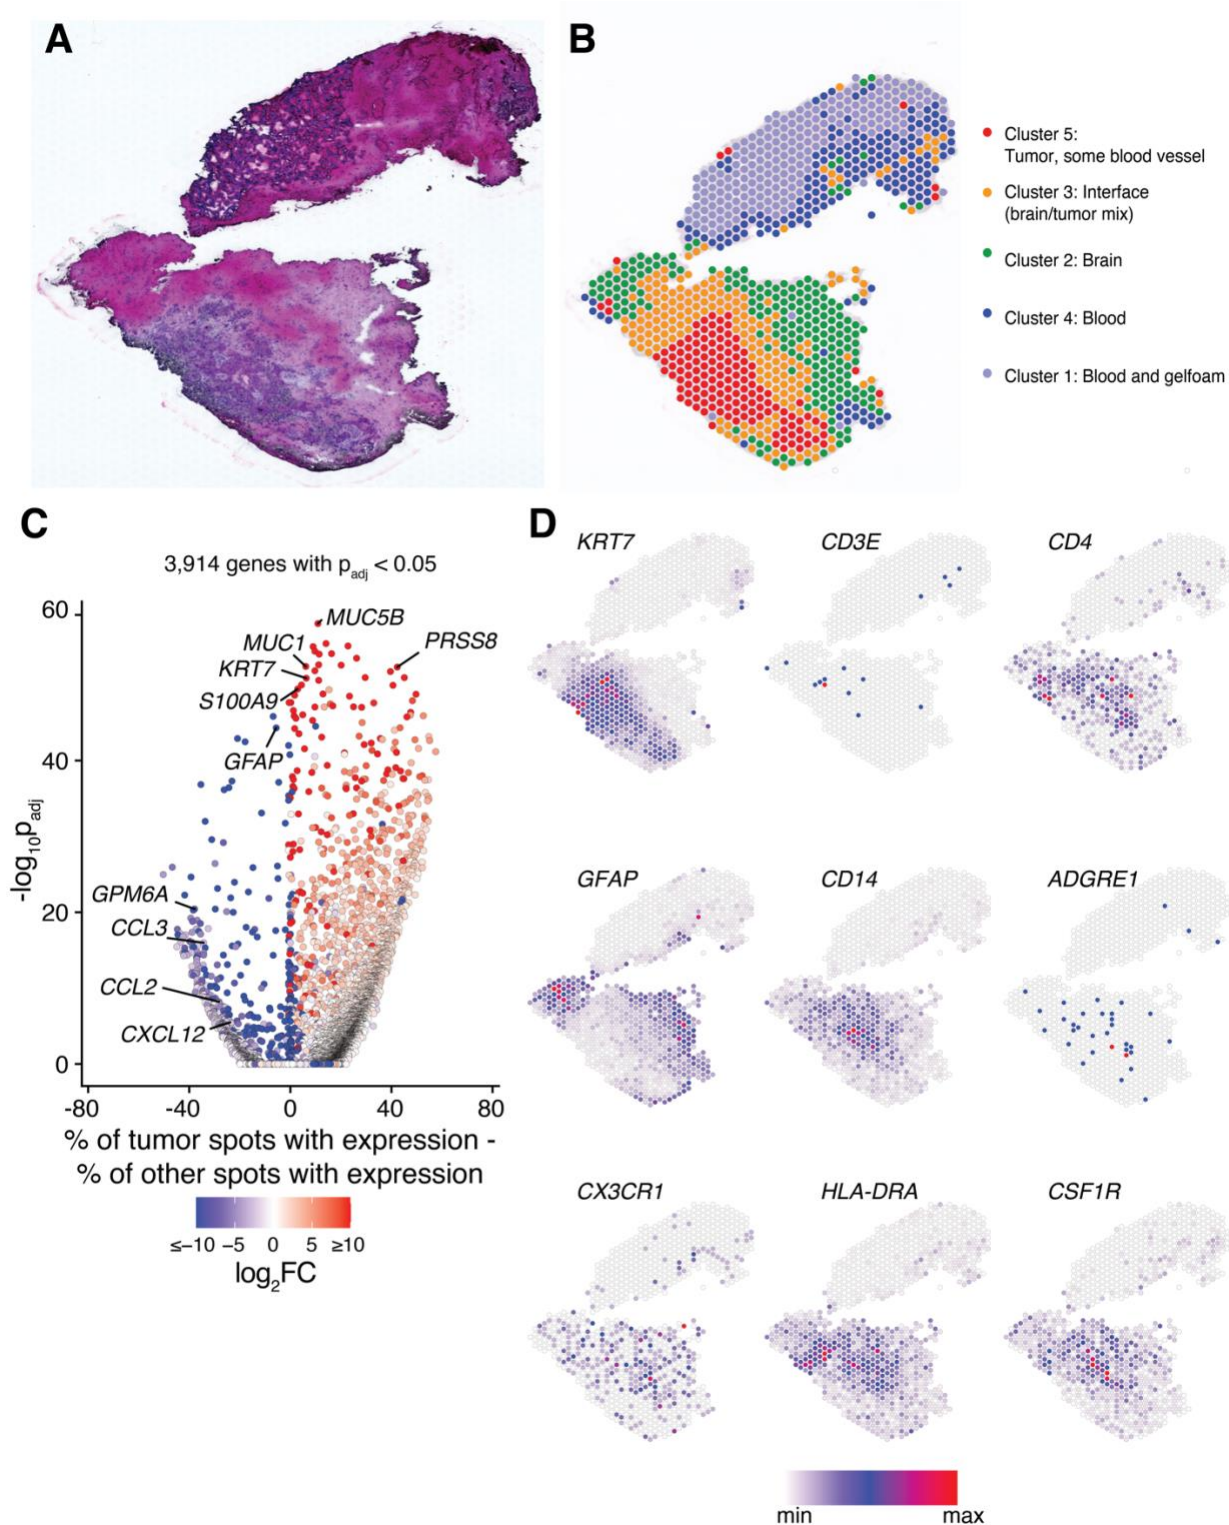 A
B
Cluster 5:
Tumor, some blood vessel
Cluster 3: Interface
(brain/tumor mix)
Cluster 2: Brain
Cluster 4: Blood
Cluster 1: Blood and gelfoam
C
3,914 genes with p adj < 0.05
60
40
20
0
-log10padj
MUC5B
MUC1
PRSS8
KRT7
S100A9
GFAP
GPM6A
CCL3
CCL2
CXCL12
-80 -40 0 40 80
% of tumor spots with expression -
% of other spots with expression
≤-10 -5 0 5 ≥10
log2FC
D
KRT7 CD3E CD4
GFAP CD14 ADGRE1
CX3CR1 HLA-DRA CSF1R
min max